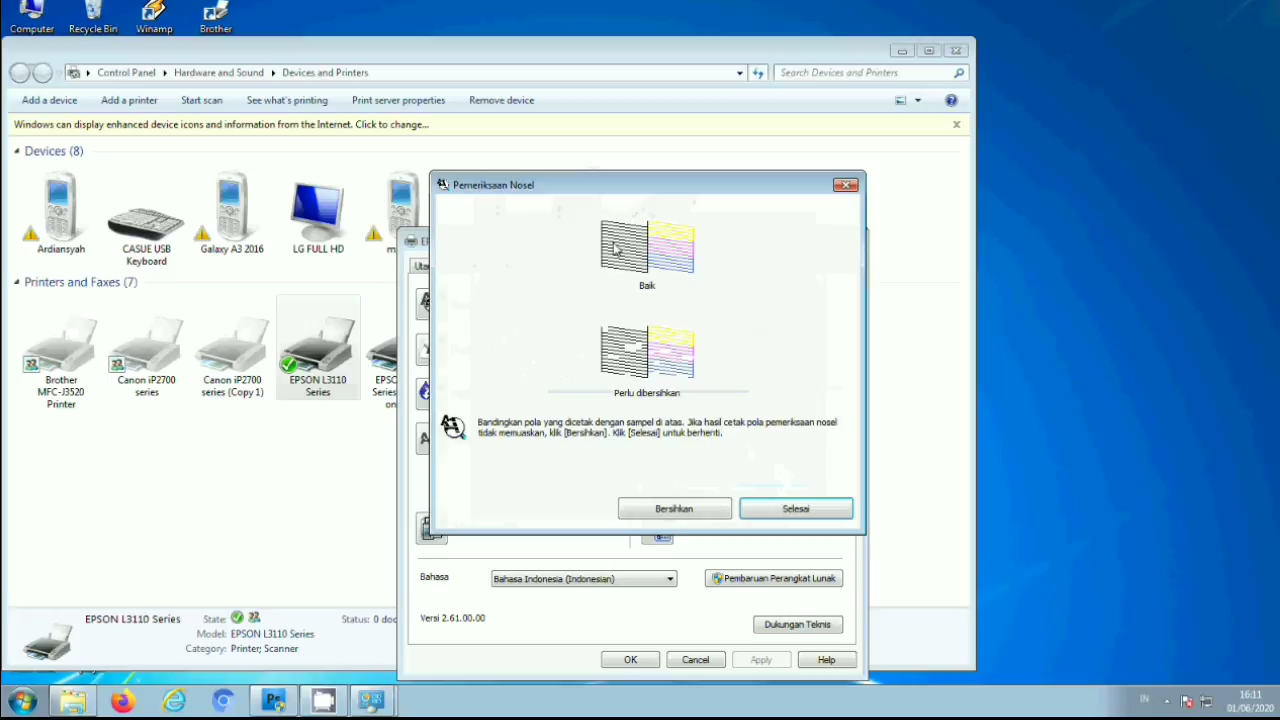 Computer
Recycle Bin
Winamp
Brother
Control Panel
Hardware and Sound
Devices and Printers
Search Devices and Printers
Add a device
Add a printer
Start scan
See what's printing
Print server properties
Remove device
Windows can display enhanced device icons and information from the Internet. Click to change...
Devices (8)
Ardiansyah
CASUE USB
Keyboard
Galaxy A3 2016
LG FULL HD
Printers and Faxes (7)
Brother
MFC-J3520
Printer
Canon iP2700
series
Canon iP2700
series (Copy 1)
EPSON L3110
Series
Pemeriksaan Nosel
Baik
Perlu dibersihkan
Bandingkan pola yang dicetak dengan sampel di atas. Jika hasil cetak pola pemeriksaan nosel
tidak memuaskan, klik [Bersihkan]. Klik [Selesai] untuk berhenti.
Bersihkan
Selesai
Bahasa
Bahasa Indonesia (Indonesian)
Pembaruan Perangkat Lunak
Versi 2.61.00.00
Dukungan Teknis
OK
Cancel
Apply
Help
EPSON L3110 Series
State:
Status: 0 doc
Model: EPSON L3110 Series
Category: Printer; Scanner
IN
16:11
01/06/2020